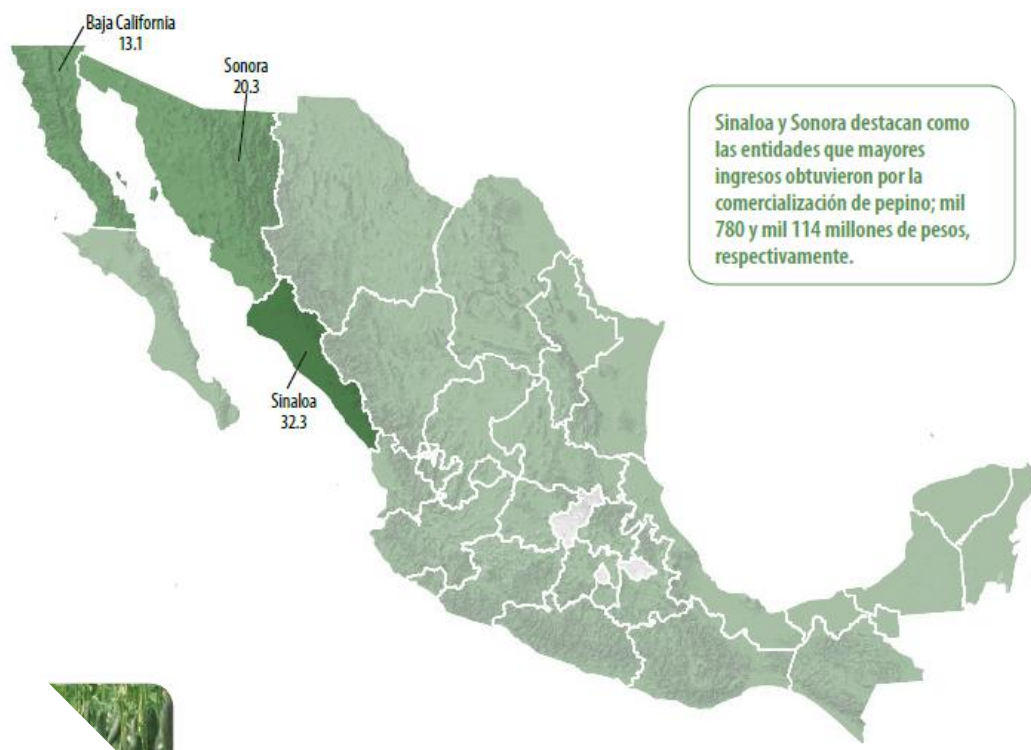 Baja California
13.1
Sonora
20.3
Sinaloa y Sonora destacan como
las entidades que mayores
ingresos obtuvieron por la
comercialización de pepino; mil
780 y mil 114 millones de pesos,
respectivamente.
Sinaloa
32.3